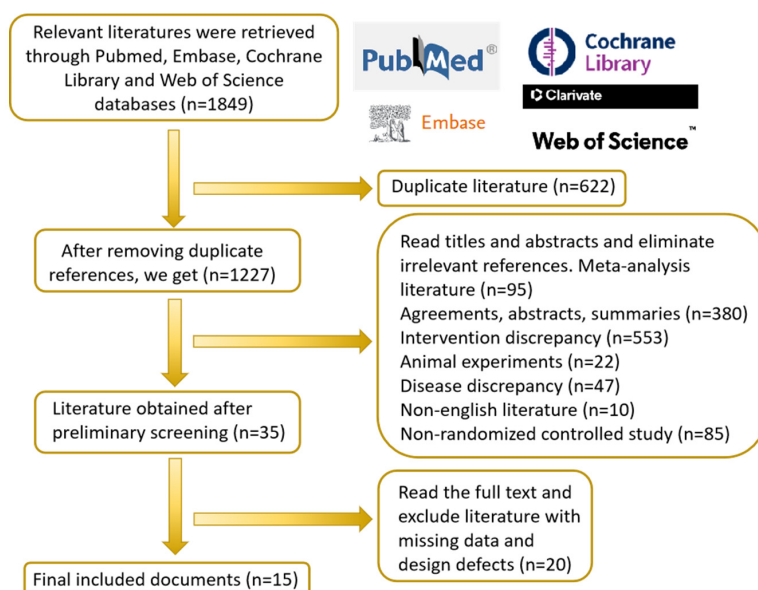 Relevant literatures were retrieved
through Pubmed, Embase, Cochrane
Library and Web of Science
databases (n=1849)
PubMed®
Cochrane
Library
Clarivate
Embase
Web of Science™
Duplicate literature (n=622)
After removing duplicate
references, we get (n=1227)
Read titles and abstracts and eliminate
irrelevant references. Meta-analysis
literature (n=95)
Agreements, abstracts, summaries (n=380)
Intervention discrepancy (n=553)
Animal experiments (n=22)
Disease discrepancy (n=47)
Non-english literature (n=10)
Non-randomized controlled study (n=85)
Literature obtained after
preliminary screening (n=35)
Read the full text and
exclude literature with
missing data and
design defects (n=20)
Final included documents (n=15)